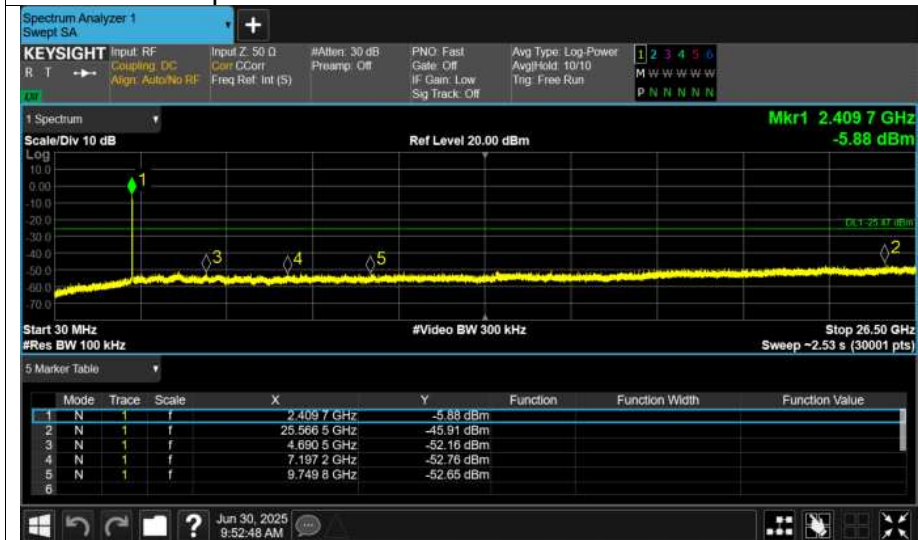 Spectrum Analyzer 1
Swept SA
+
KEYSIGHT Input: RF Input Z: 50 Ω #Atten: 30 dB PNO: Fast Avg Type: Log-Power 1 2 3 4 5 6
R T Coupling: DC Corr CCorr Preamp: Off Gate: Off Avg|Hold: 10/10 M W W W W W
Align: Auto/No RF Freq Ref: Int (S) IF Gain: Low Trig: Free Run
Sig Track: Off P N N N N N
1 Spectrum Mkr1 2.409 7 GHz
Scale/Div 10 dB Ref Level 20.00 dBm -5.88 dBm
Log
10.0
1
0.00
-10.0
-20.0
DL1 -25.47 dBm
-30.0
-40.0
3 4 5 2
-50.0
-60.0
-70.0
Start 30 MHz #Video BW 300 kHz Stop 26.50 GHz
#Res BW 100 kHz Sweep ~2.53 s (30001 pts)
5 Marker Table
Mode Trace Scale X Y Function Function Width Function Value
1 N 1 f 2.409 7 GHz -5.88 dBm
2 N 1 f 25.566 5 GHz -45.91 dBm
3 N 1 f 4.690 5 GHz -52.16 dBm
4 N 1 f 7.197 2 GHz -52.76 dBm
5 N 1 f 9.749 8 GHz -52.65 dBm
6
? Jun 30, 2025
9:52:48 AM